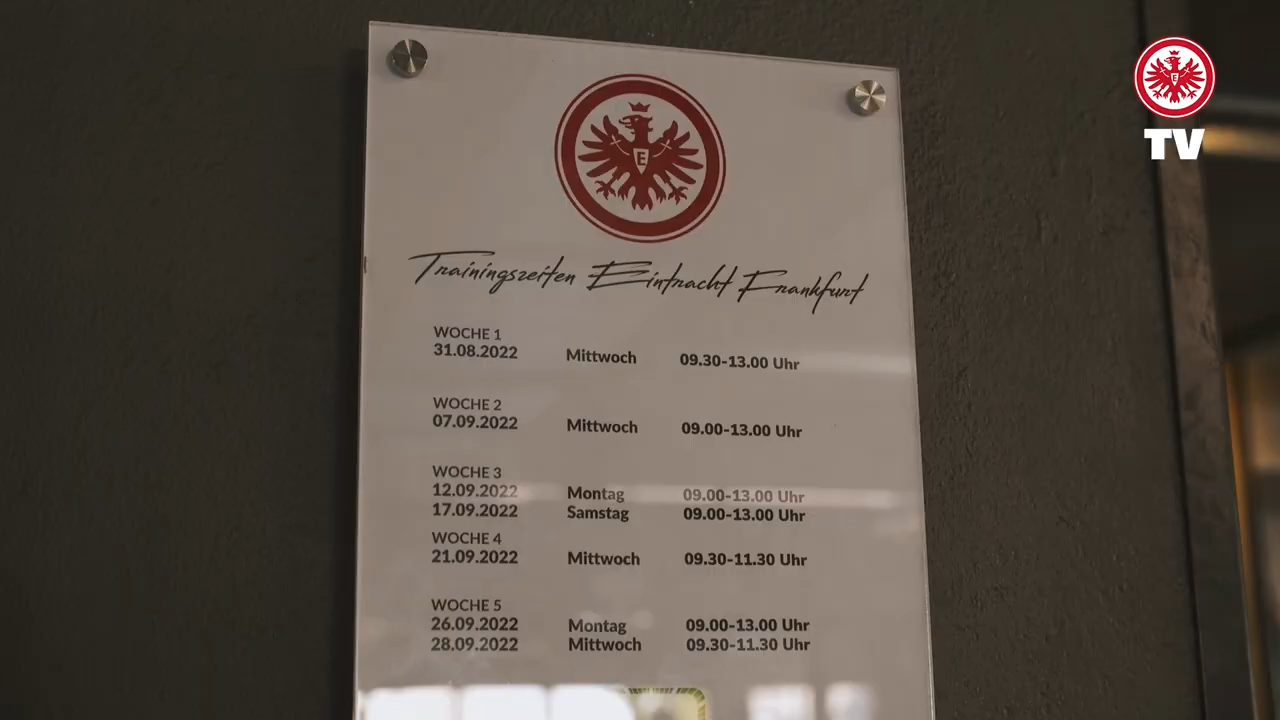 E
TV
E
Trainingszeiten Eintracht Frankfurt
WOCHE 1
31.08.2022 Mittwoch 09.30-13.00 Uhr
WOCHE 2
07.09.2022 Mittwoch 09.00-13.00 Uhr
WOCHE 3
12.09.2022 Montag 09.00-13.00 Uhr
17.09.2022 Samstag 09.00-13.00 Uhr
WOCHE 4
21.09.2022 Mittwoch 09.30-11.30 Uhr
WOCHE 5
26.09.2022 Montag 09.00-13.00 Uhr
28.09.2022 Mittwoch 09.30-11.30 Uhr